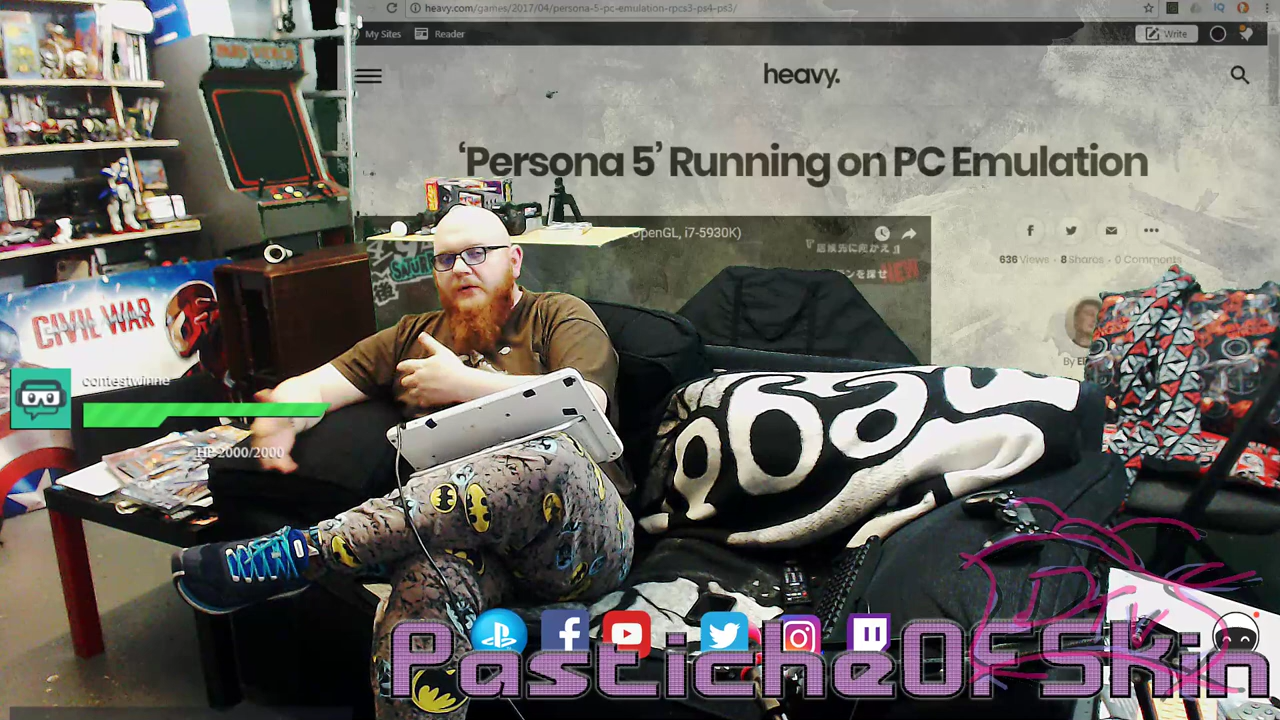 heavy.com/games/2017/04/persona-5-pc-emulation-rpcs3-ps4-ps3/
My Sites
Reader
Write
heavy.
'Persona 5' Running on PC Emulation
OpenGL, i7-5930K)
636 Views • 8 Shares • 0 Comments
By
CIVIL WAR
NEW
contestwinne
HP 2000/2000
PasticheOfSkin